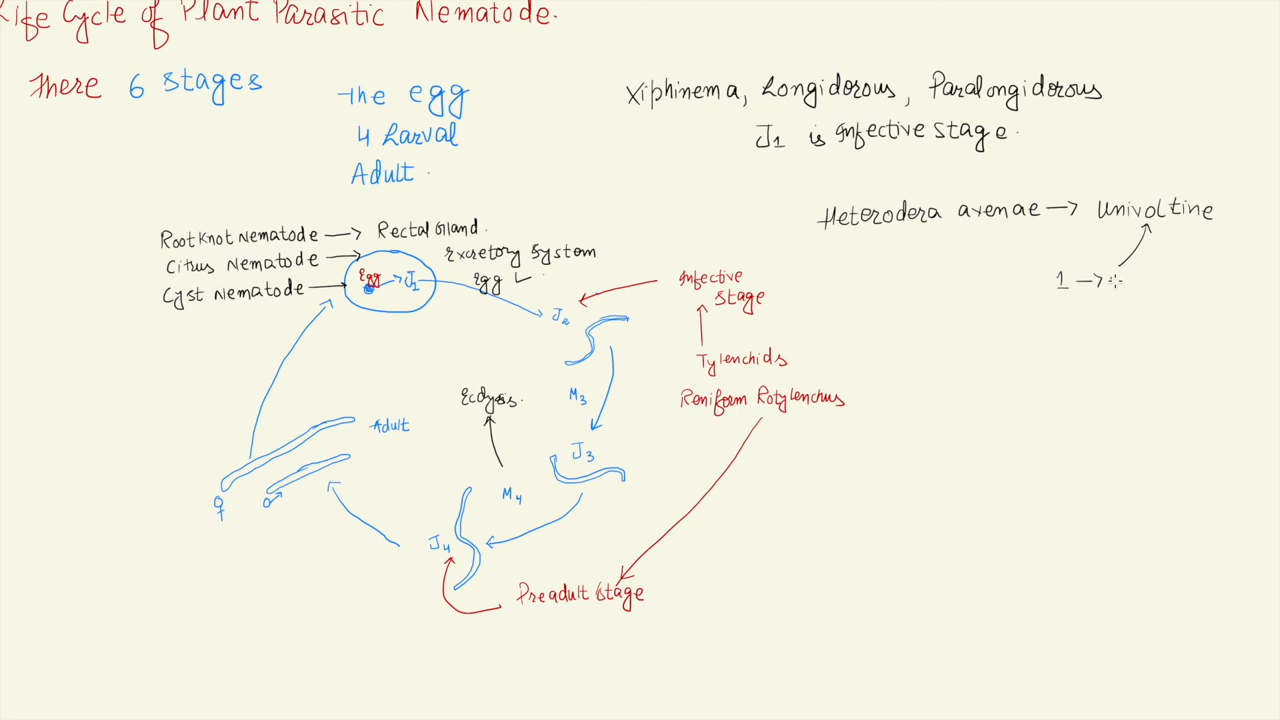 Life Cycle of Plant Parasitic Nematode.
There 6 stages
The egg
4 Larval
Adult.
Xiphinema, Longidorous, Paralongidorous
J1 is Infective stage.
Heterodera avenae → Univoltine
1 →
Root Knot Nematode → Rectal Gland.
Citrus Nematode →
Cyst Nematode →
Excretory System
Egg ✓
Egg → J1
J2
Infective
Stage
Tylenchids
Reniform Rotylenchus
M3
J3
Ecdysis.
Adult
♀ ♂
M4
J4
Preadult stage